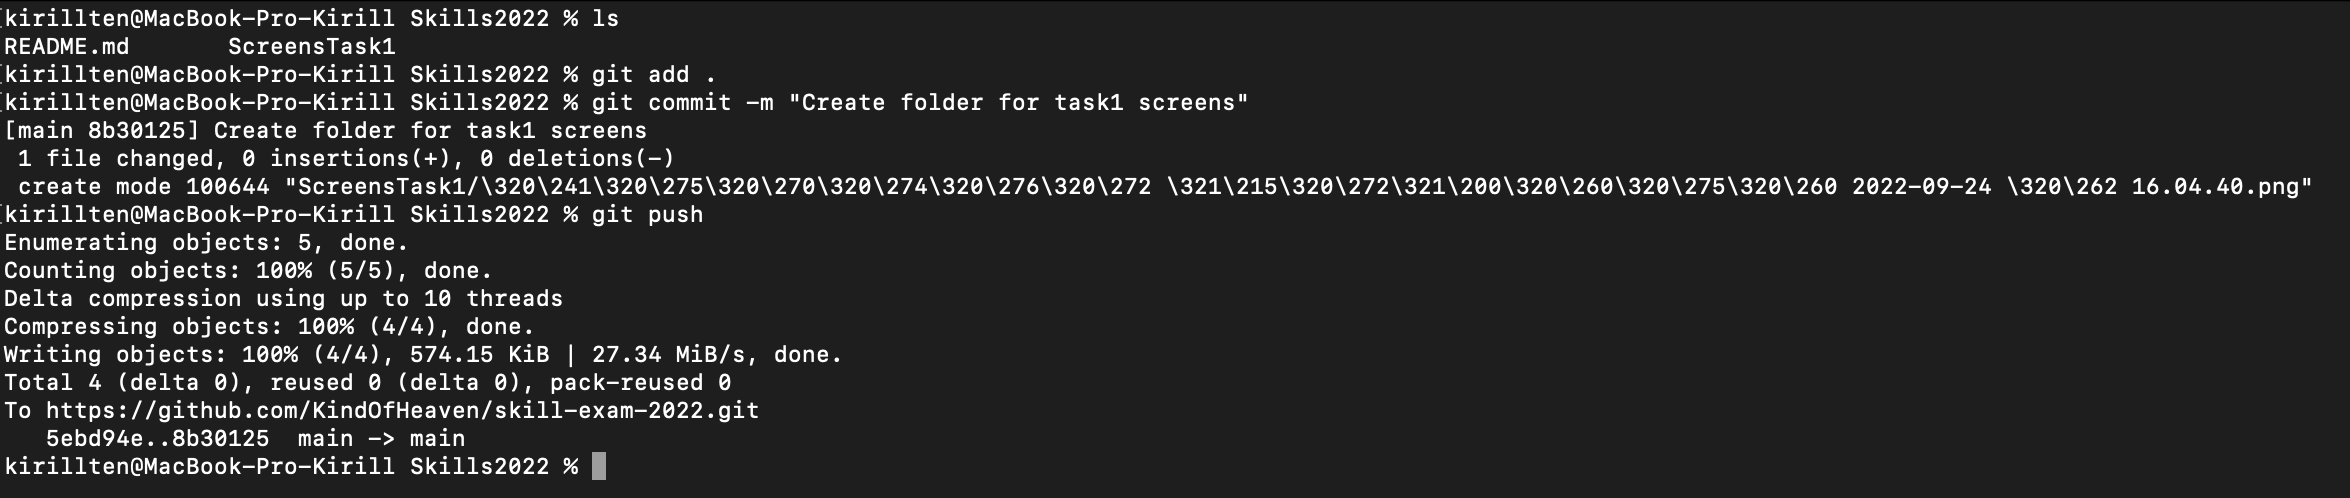 kirillten@MacBook-Pro-Kirill Skills2022 % ls
README.md       ScreensTask1
kirillten@MacBook-Pro-Kirill Skills2022 % git add .
kirillten@MacBook-Pro-Kirill Skills2022 % git commit -m "Create folder for task1 screens"
[main 8b30125] Create folder for task1 screens
 1 file changed, 0 insertions(+), 0 deletions(-)
 create mode 100644 "ScreensTask1/\320\241\320\275\320\270\320\274\320\276\320\272 \321\215\320\272\321\200\320\260\320\275\320\260 2022-09-24 \320\262 16.04.40.png"
kirillten@MacBook-Pro-Kirill Skills2022 % git push
Enumerating objects: 5, done.
Counting objects: 100% (5/5), done.
Delta compression using up to 10 threads
Compressing objects: 100% (4/4), done.
Writing objects: 100% (4/4), 574.15 KiB | 27.34 MiB/s, done.
Total 4 (delta 0), reused 0 (delta 0), pack-reused 0
To https://github.com/KindOfHeaven/skill-exam-2022.git
   5ebd94e..8b30125  main -> main
kirillten@MacBook-Pro-Kirill Skills2022 %